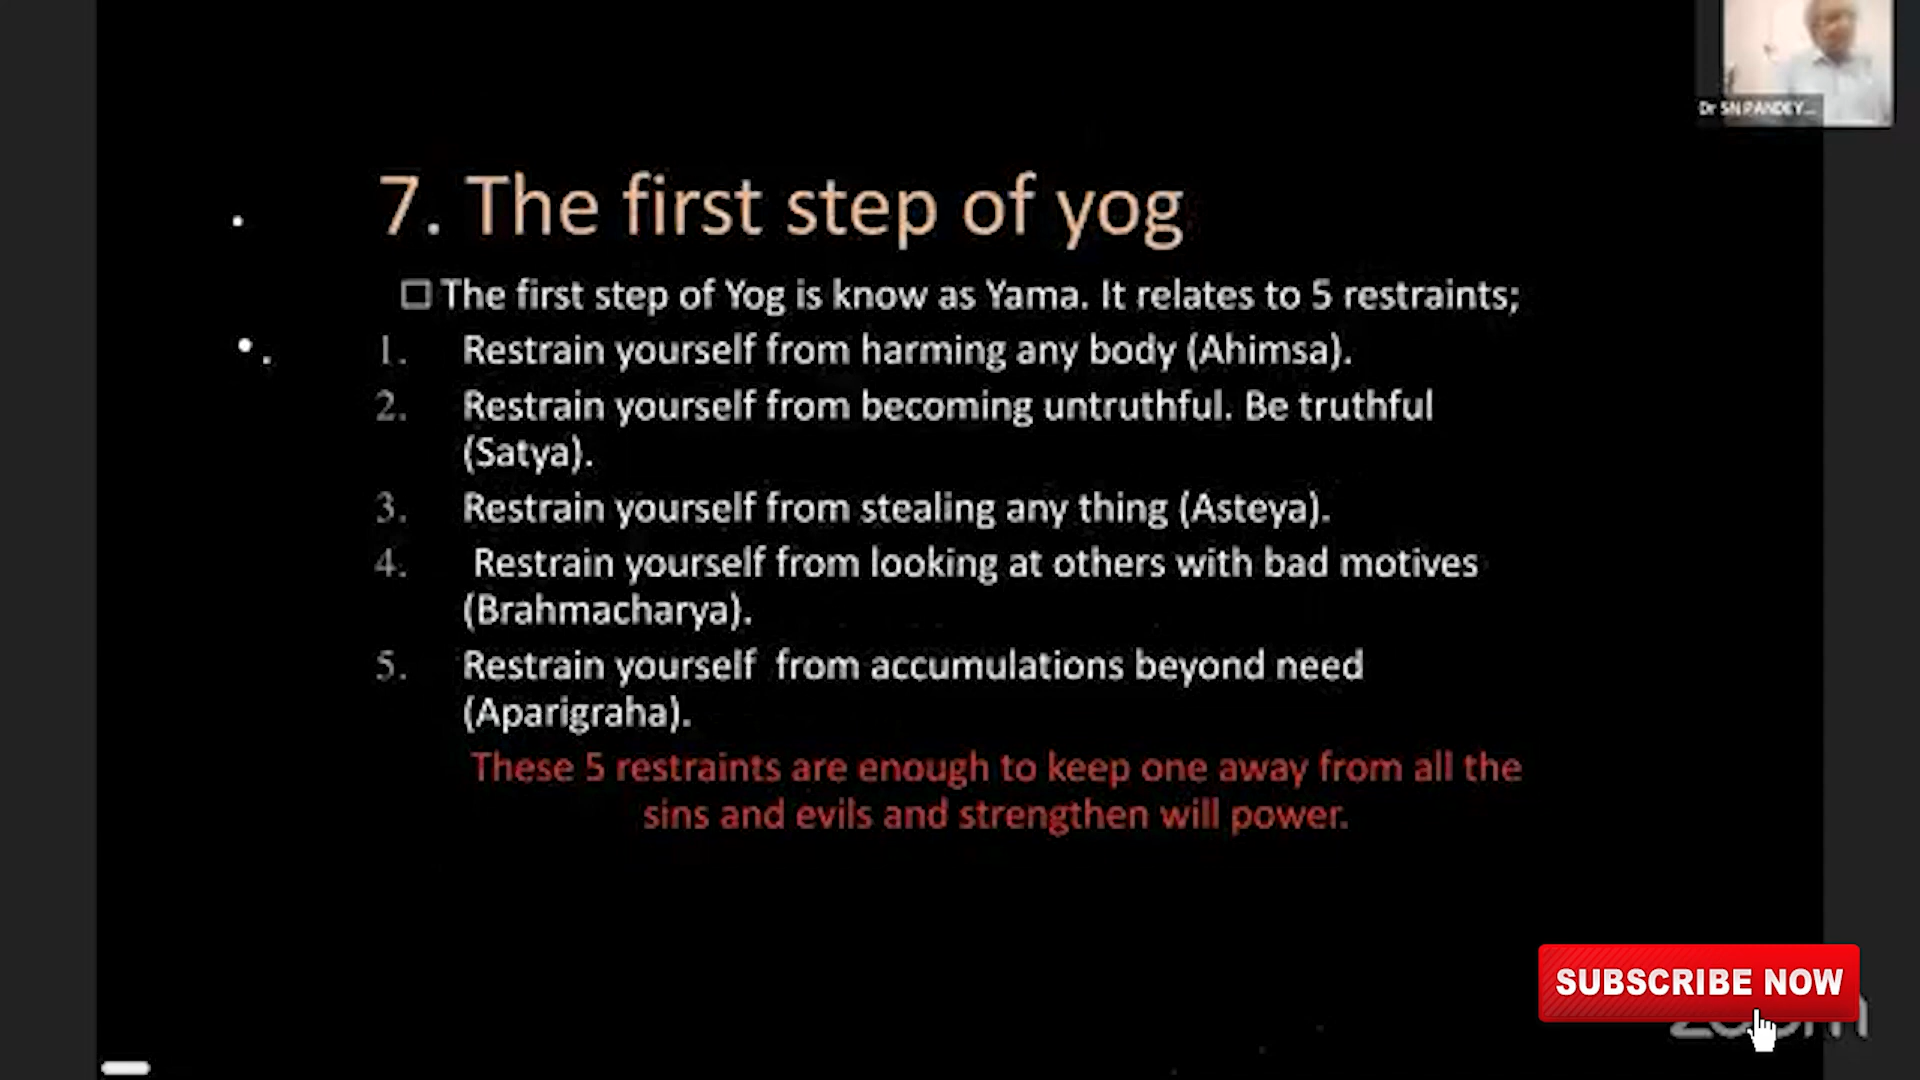 Dr SN PANDEY...
7. The first step of yog
The first step of Yog is know as Yama. It relates to 5 restraints;
1. Restrain yourself from harming any body (Ahimsa).
2. Restrain yourself from becoming untruthful. Be truthful
(Satya).
3. Restrain yourself from stealing any thing (Asteya).
4. Restrain yourself from looking at others with bad motives
(Brahmacharya).
5. Restrain yourself from accumulations beyond need
(Aparigraha).
These 5 restraints are enough to keep one away from all the
sins and evils and strengthen will power.
SUBSCRIBE NOW
zoom